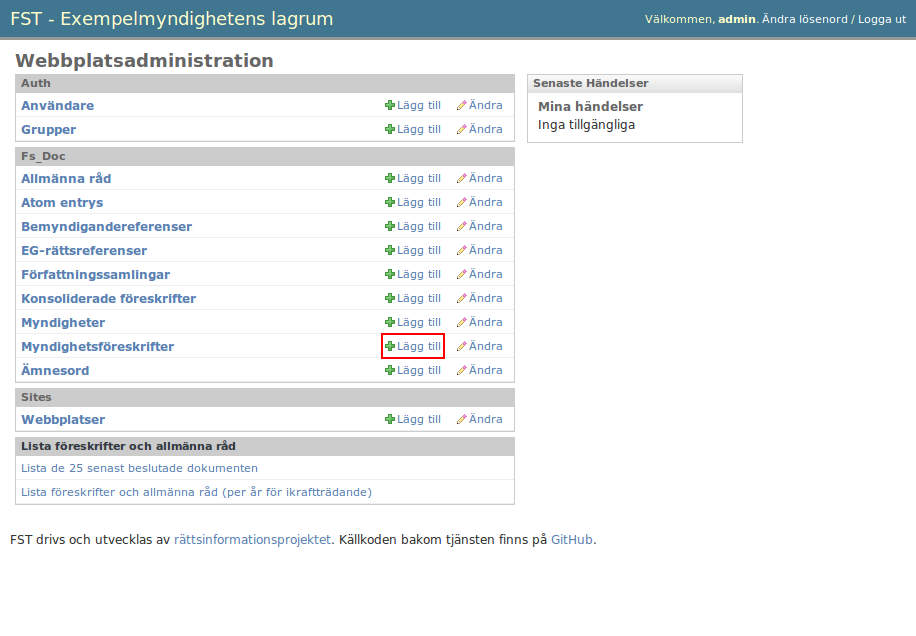 FST - Exempelmyndighetens lagrum
Välkommen, admin. Ändra lösenord / Logga ut
Webbplatsadministration
Auth
Användare Lägg till Ändra
Grupper Lägg till Ändra
Fs_Doc
Allmänna råd Lägg till Ändra
Atom entrys Lägg till Ändra
Bemyndigandereferenser Lägg till Ändra
EG-rättsreferenser Lägg till Ändra
Författningssamlingar Lägg till Ändra
Konsoliderade föreskrifter Lägg till Ändra
Myndigheter Lägg till Ändra
Myndighetsföreskrifter Lägg till Ändra
Ämnesord Lägg till Ändra
Sites
Webbplatser Lägg till Ändra
Lista föreskrifter och allmänna råd
Lista de 25 senast beslutade dokumenten
Lista föreskrifter och allmänna råd (per år för ikraftträdande)
Senaste Händelser
Mina händelser
Inga tillgängliga
FST drivs och utvecklas av rättsinformationsprojektet. Källkoden bakom tjänsten finns på GitHub.